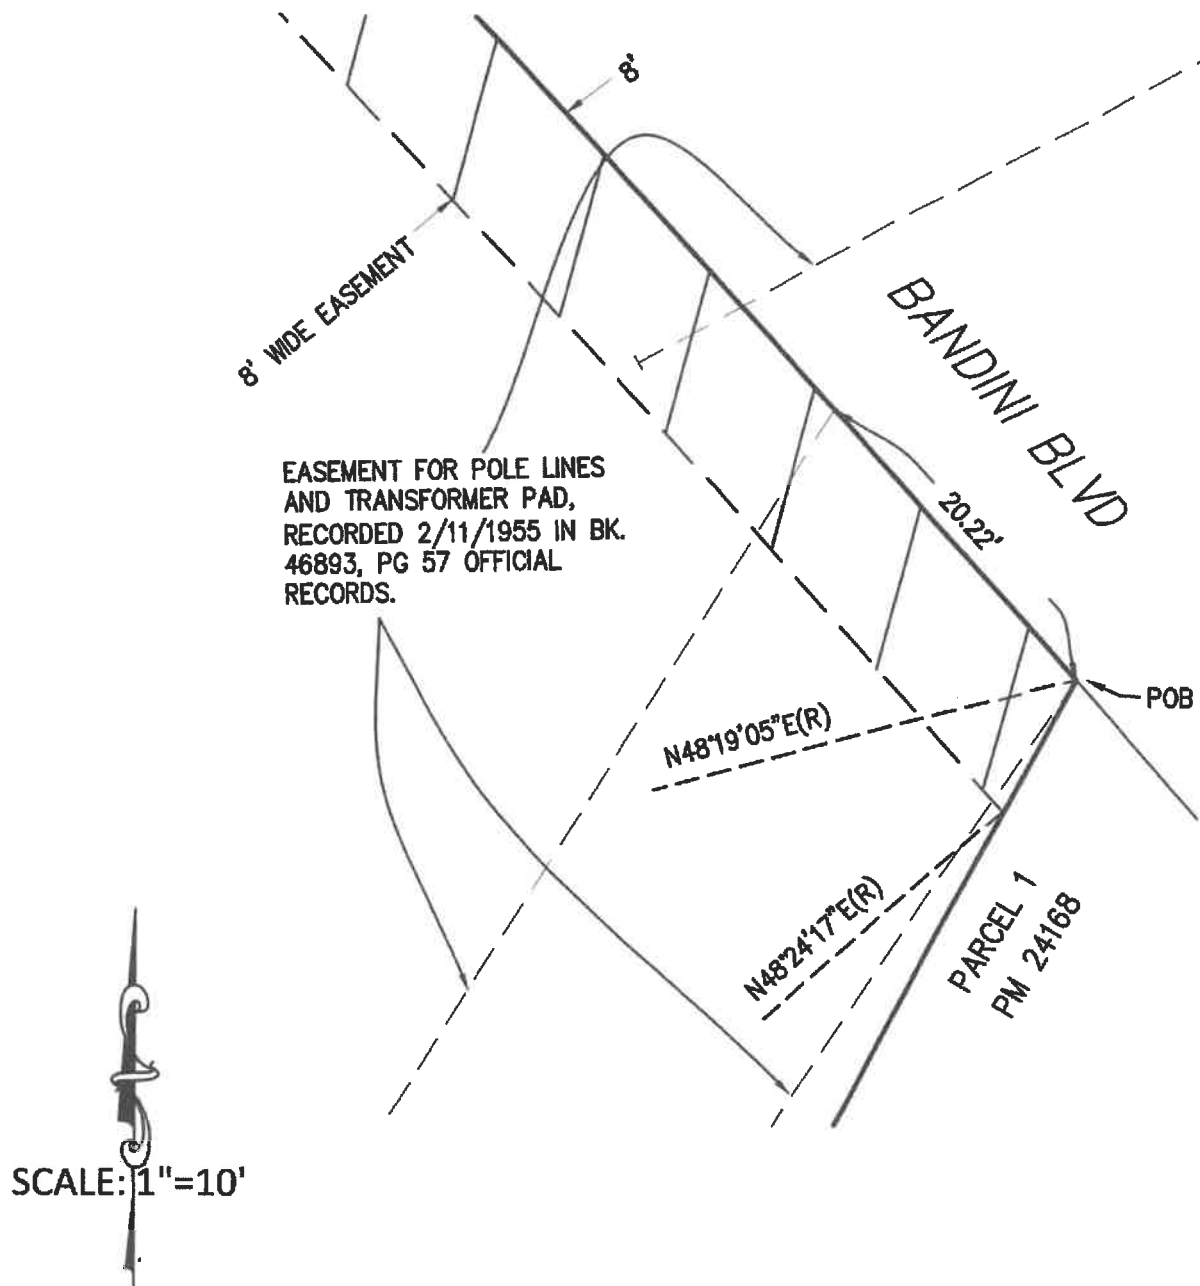 8'
8' WIDE EASEMENT
BANDINI BLVD
EASEMENT FOR POLE LINES
AND TRANSFORMER PAD,
RECORDED 2/11/1955 IN BK.
46893, PG 57 OFFICIAL
RECORDS.
20.22'
POB
N48°19'05"E(R)
N48°24'17"E(R)
PARCEL 1
PM 24168
SCALE: 1"=10'